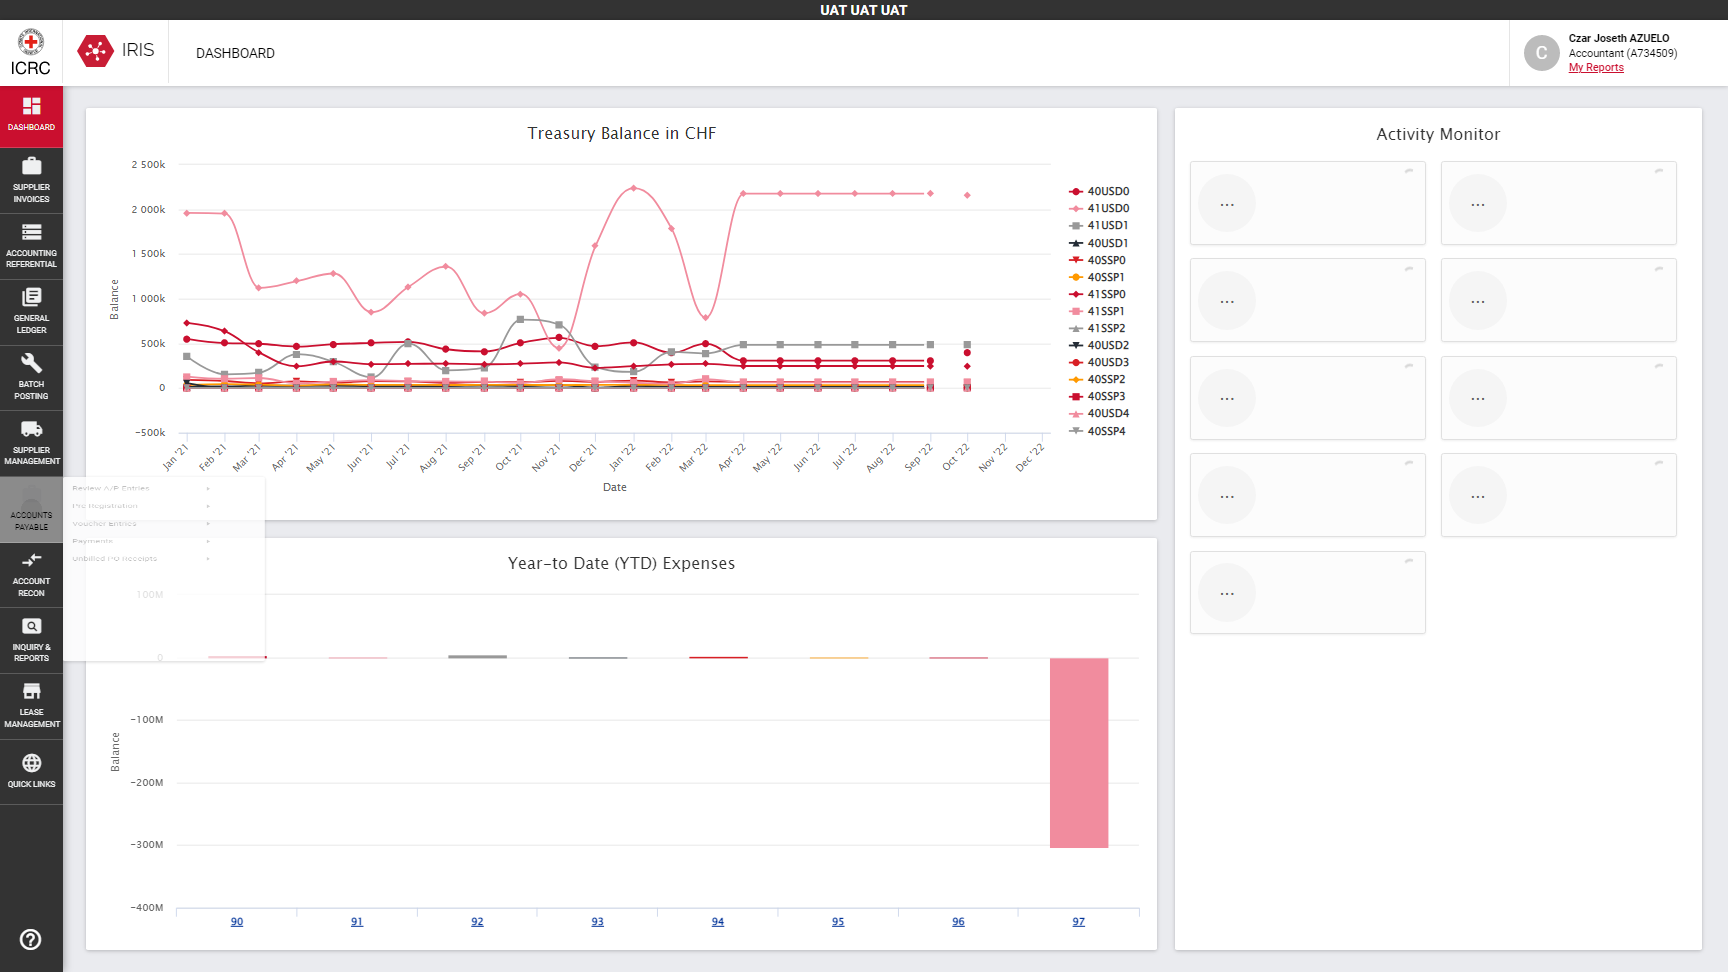 UAT UAT UAT
ICRC
IRIS
DASHBOARD
C
Czar Joseth AZUELO
Accountant (A734509)
My Reports
DASHBOARD
SUPPLIER
INVOICES
ACCOUNTING
REFERENTIAL
GENERAL
LEDGER
BATCH
POSTING
SUPPLIER
MANAGEMENT
ACCOUNTS
PAYABLE
ACCOUNT
RECON
INQUIRY &
REPORTS
LEASE
MANAGEMENT
QUICK LINKS
Review A/P Entries
Pre Registration
Voucher Entries
Payments
Unbilled PO Receipts
Treasury Balance in CHF
2 500k
2 000k
1 500k
1 000k
500k
0
-500k
Balance
Jan '21
Feb '21
Mar '21
Apr '21
May '21
Jun '21
Jul '21
Aug '21
Sep '21
Oct '21
Nov '21
Dec '21
Jan '22
Feb '22
Mar '22
Apr '22
May '22
Jun '22
Jul '22
Aug '22
Sep '22
Oct '22
Nov '22
Dec '22
Date
40USD0
41USD0
41USD1
40USD1
40SSP0
40SSP1
41SSP0
41SSP1
41SSP2
40USD2
40USD3
40SSP2
40SSP3
40USD4
40SSP4
Year-to Date (YTD) Expenses
100M
0
-100M
-200M
-300M
-400M
Balance
90
91
92
93
94
95
96
97
Activity Monitor
...
...
...
...
...
...
...
...
...